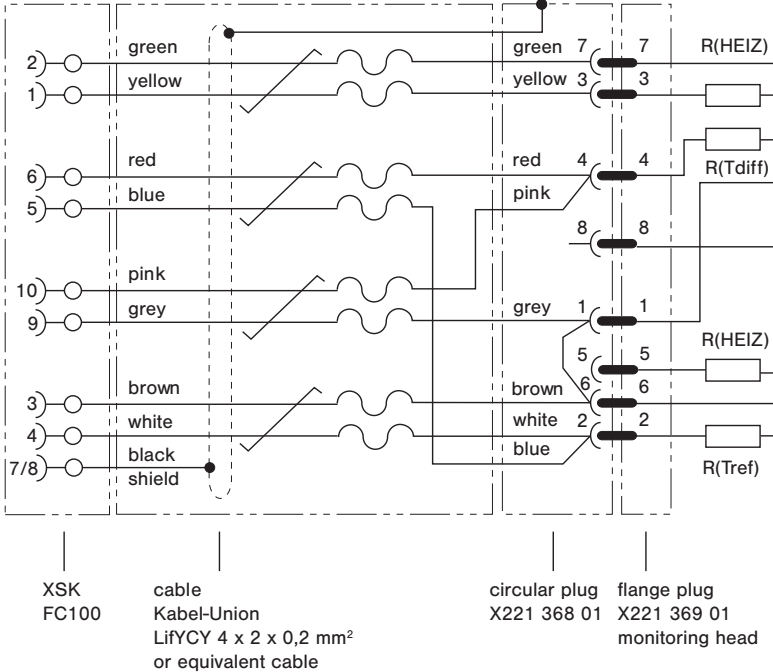 green green 7 7 R(HEIZ)
2
yellow yellow 3 3
1
red red 4 4
6 R(Tdiff)
blue pink
5
8 8
pink
10
grey grey 1 1
9
R(HEIZ)
5 5
brown brown 6 6
3
white white 2 2
4
black blue
7/8 shield R(Tref)
XSK cable circular plug flange plug
FC100 Kabel-Union X221 368 01 X221 369 01
LifYCY 4 x 2 x 0,2 mm² monitoring head
or equivalent cable